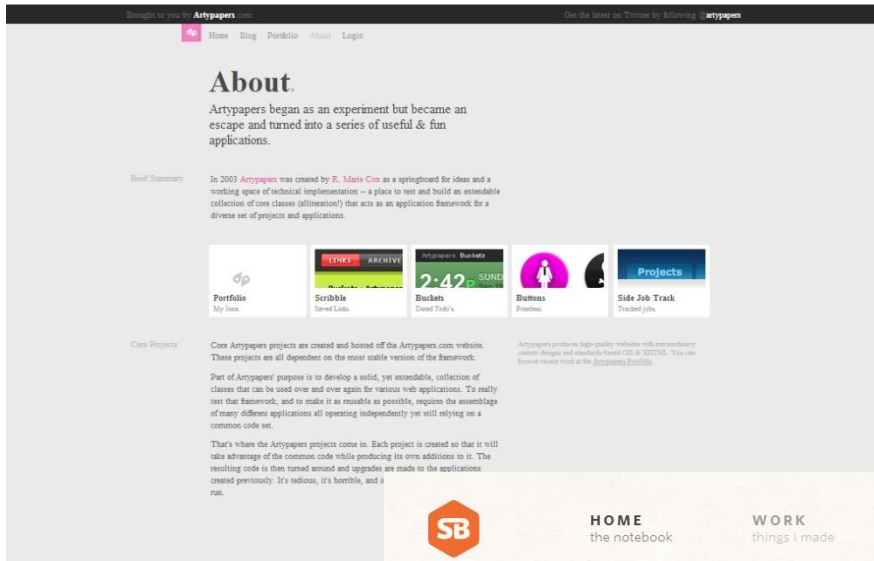 Brought to you by Artypapers.com
Get the latest on Twitter by following @artypapers
Home Blog Portfolio About Login
About.
Artypapers began as an experiment but became an
escape and turned into a series of useful & fun
applications.
Brief Summary
In 2003 Artypapers was created by R. Marie Cox as a springboard for ideas and a
working space of technical implementation -- a place to test and build an extendable
collection of core classes (alliteration!) that acts as an application framework for a
diverse set of projects and applications.
Portfolio
My Joos.
LINKS ARCHIVE
Scribble
Saved Links.
Artypapers Buckets
2:42P SUND
Buckets
Dated Todo's.
Buttons
Pointless.
Projects
Side Job Track
Tracked jobs.
Core Projects
Core Artypapers projects are created and hosted off the Artypapers.com website.
These projects are all dependent on the most stable version of the framework.
Part of Artypapers' purpose is to develop a solid, yet extendable, collection of
classes that can be used over and over again for various web applications. To really
test that framework, and to make it as reusable as possible, requires the assemblage
of many different applications all operating independently yet still relying on a
common code set.
That's where the Artypapers projects come in. Each project is created so that it will
take advantage of the common code while producing its own additions to it. The
resulting code is then turned around and upgrades are made to the applications
created previously. It's tedious, it's horrible, and
run.
Artypapers produces high-quality websites with extraordinary
custom designs and standards-based CSS & XHTML. You can
browse recent work at the Artypapers Portfolio.
SB
HOME
the notebook
WORK
things I made